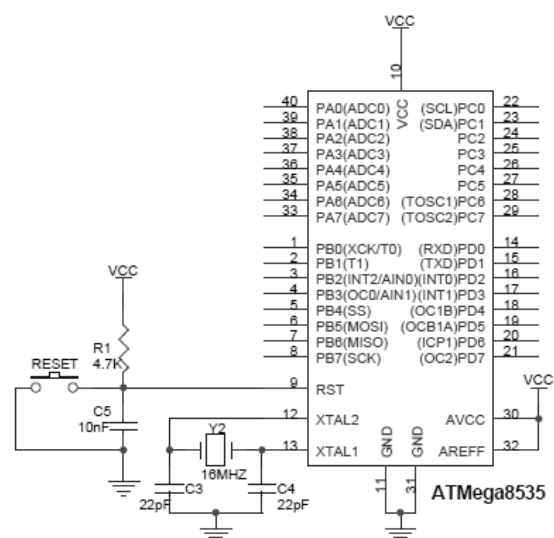 VCC
10
VCC
40 PA0(ADC0) (SCL)PC0 22
39 PA1(ADC1) (SDA)PC1 23
38 PA2(ADC2) PC2 24
37 PA3(ADC3) PC3 25
36 PA4(ADC4) PC4 26
35 PA5(ADC5) PC5 27
34 PA6(ADC6) (TOSC1)PC6 28
33 PA7(ADC7) (TOSC2)PC7 29
1 PB0(XCK/T0) (RXD)PD0 14
2 PB1(T1) (TXD)PD1 15
3 PB2(INT2/AIN0)(INT0)PD2 16
4 PB3(OC0/AIN1)(INT1)PD3 17
5 PB4(SS) (OC1B)PD4 18
6 PB5(MOSI) (OCB1A)PD5 19
7 PB6(MISO) (ICP1)PD6 20
8 PB7(SCK) (OC2)PD7 21
VCC
R1
4.7K
RESET
9 RST
VCC
C5
10nF
12 XTAL2 AVCC 30
Y2
13 XTAL1 AREFF 32
16MHZ
GND GND
C3 C4
22pF 22pF
11 31
ATMega8535